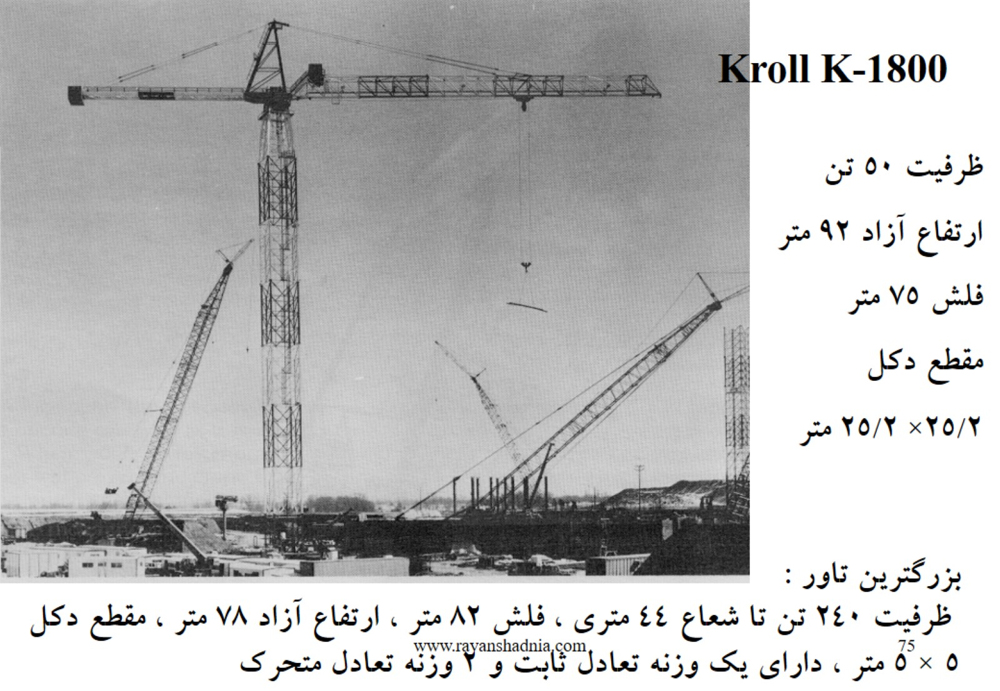 Kroll K-1800
ظرفیت ۵۰ تن
ارتفاع آزاد ۹۲ متر
فلش ۷۵ متر
مقطع دکل
۲۵/۲ × ۲۵/۲ متر
بزرگترین تاور :
ظرفیت ۲۴۰ تن تا شعاع ۴۴ متری ، فلش ۸۲ متر ، ارتفاع آزاد ۷۸ متر ، مقطع دکل
۵ × ۵ متر ، دارای یک وزنه تعادل ثابت و ۲ وزنه تعادل متحرک
www.rayanshadnia.com
75